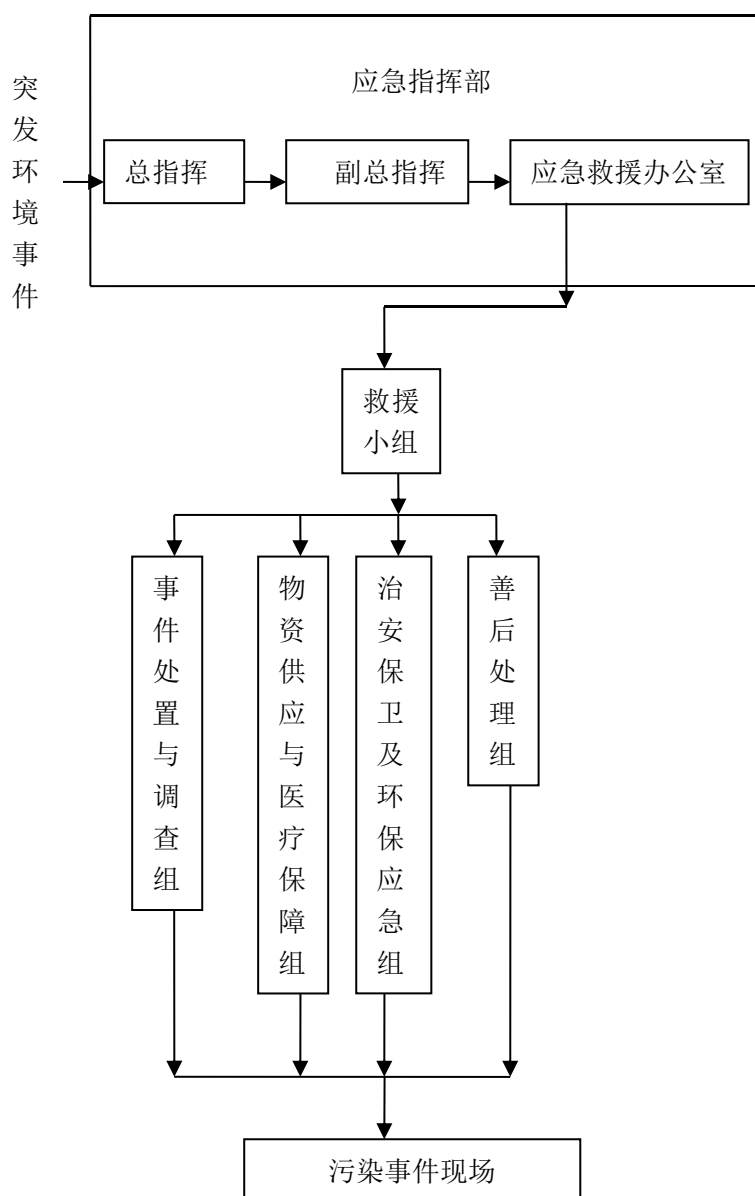 应急指挥部
突发环境事件
总指挥
副总指挥
应急救援办公室
救援
小组
事件处置与调查组
物资供应与医疗保障组
治安保卫及环保应急组
善后处理组
污染事件现场